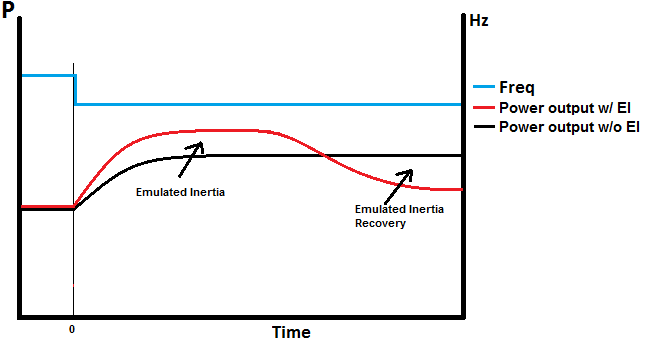 P
Hz
Freq
Power output w/ EI
Power output w/o EI
Emulated Inertia
Emulated Inertia
Recovery
0
Time